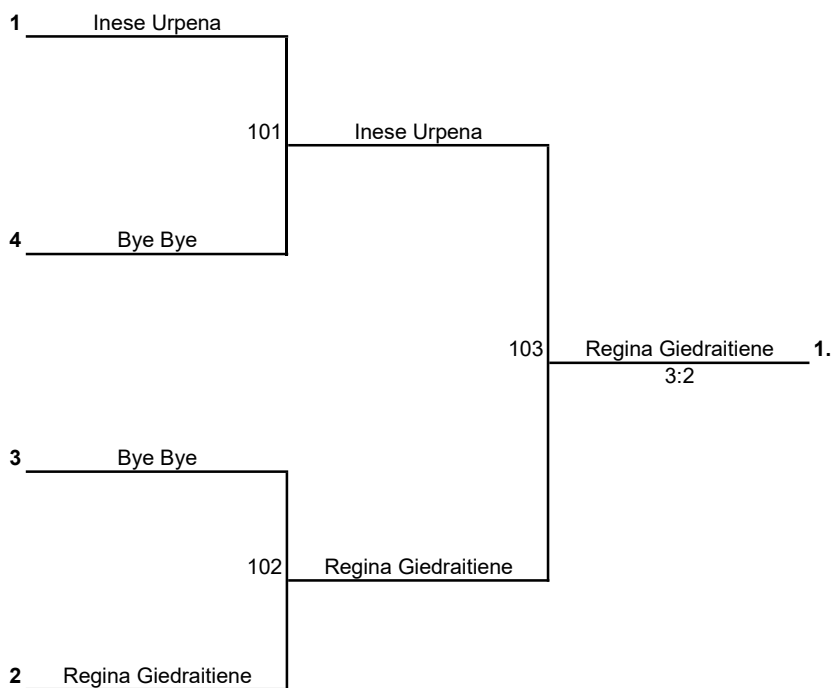 1 Inese Urpena
101 Inese Urpena
4 Bye Bye
103 Regina Giedraitiene 1.
3:2
3 Bye Bye
102 Regina Giedraitiene
2 Regina Giedraitiene